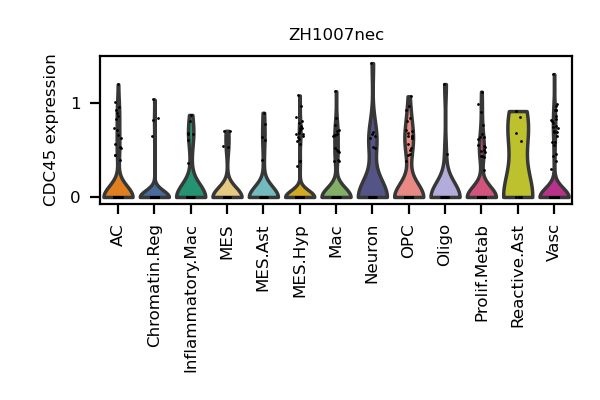 ZH1007nec
CDC45 expression
1
0
AC
Chromatin.Reg
Inflammatory.Mac
MES
MES.Ast
MES.Hyp
Mac
Neuron
OPC
Oligo
Prolif.Metab
Reactive.Ast
Vasc